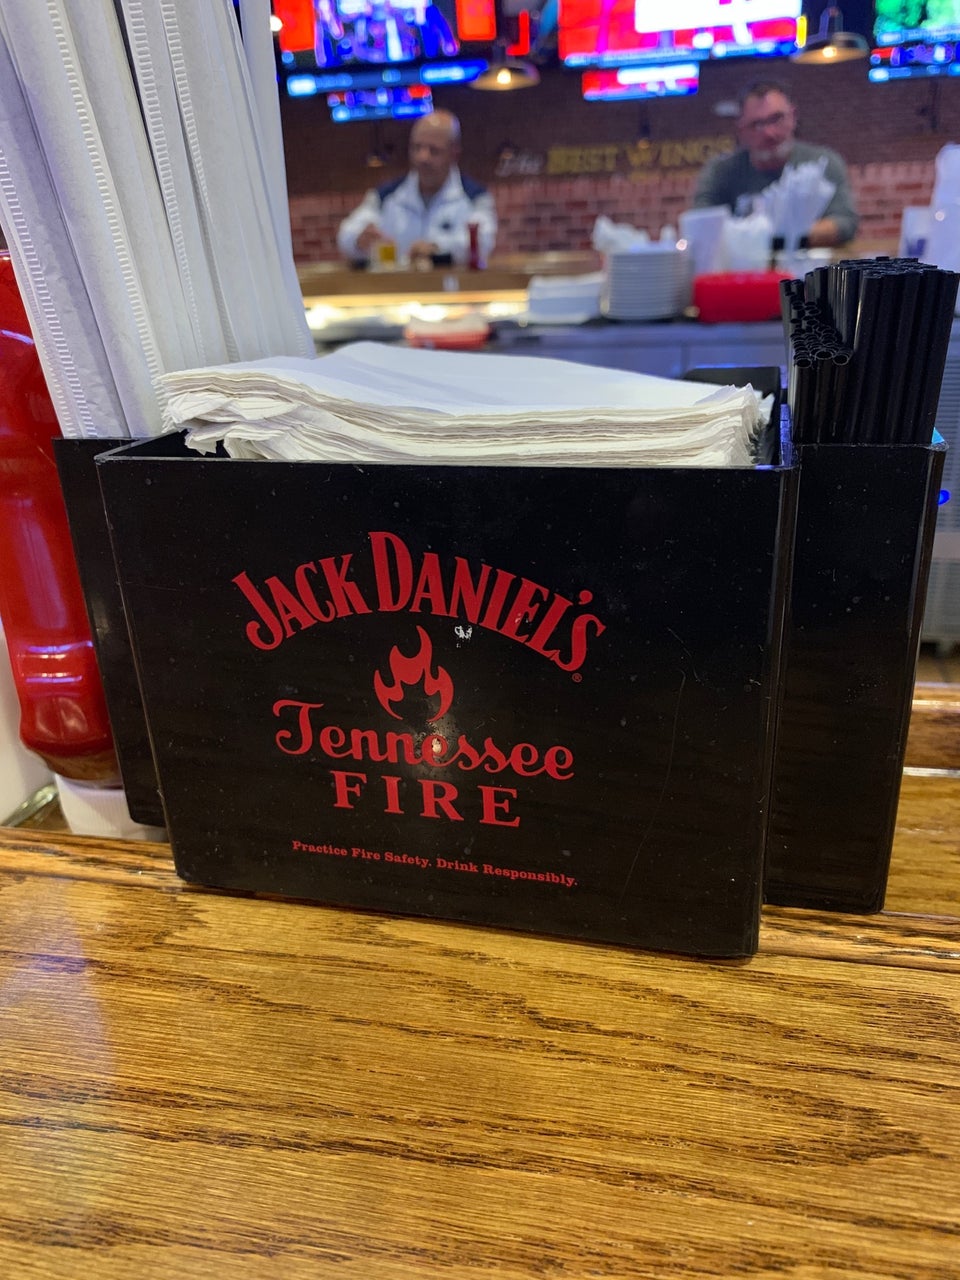 The BEST WINGS
JACK DANIEL'S
®
Tennessee
FIRE
Practice Fire Safety. Drink Responsibly.